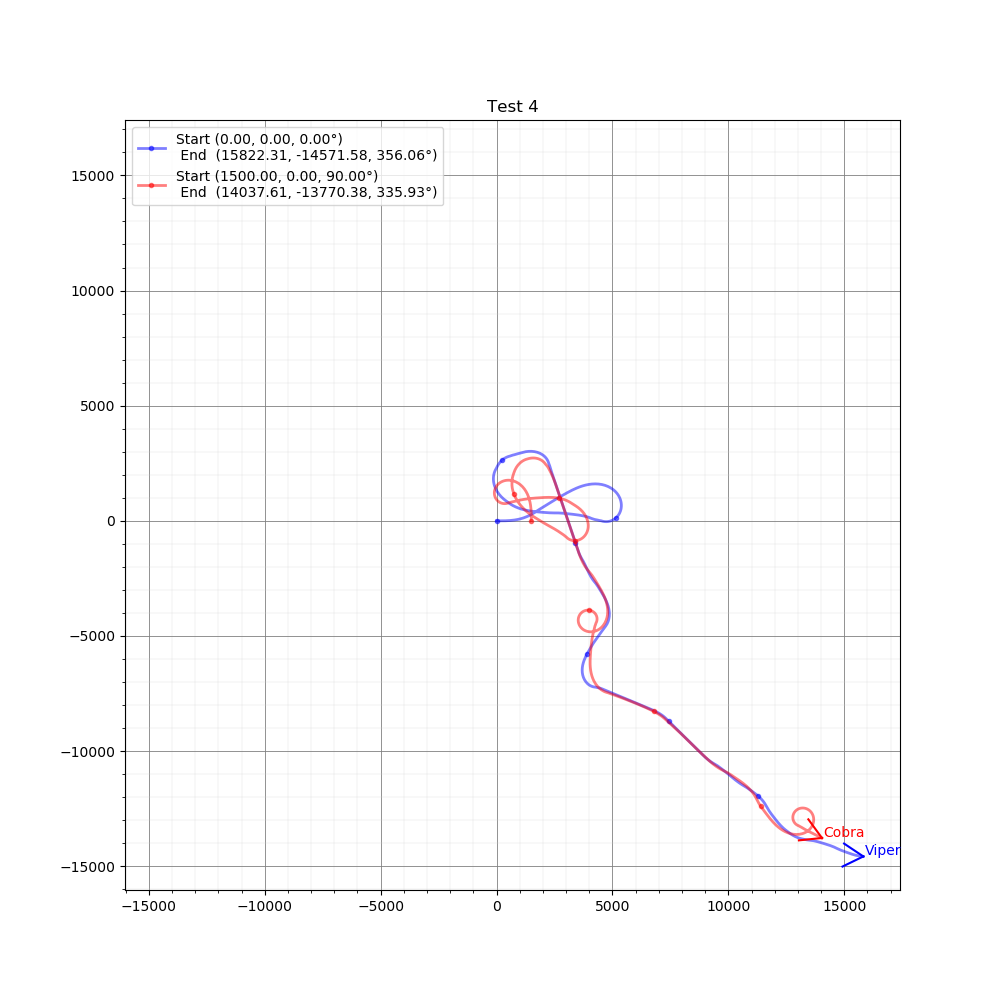 Test 4
Start (0.00, 0.00, 0.00°)
End (15822.31, -14571.58, 356.06°)
Start (1500.00, 0.00, 90.00°)
End (14037.61, -13770.38, 335.93°)
15000
10000
5000
0
−5000
−10000
−15000
Cobra
Viper
−15000 −10000 −5000 0 5000 10000 15000